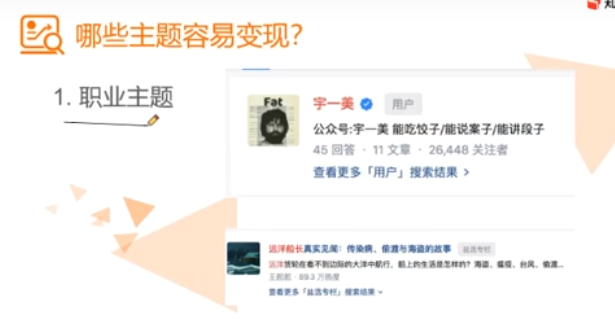 哪些主题容易变现？
1. 职业主题
Fat
宇一美 用户
公众号:宇一美 能吃饺子/能说案子/能讲段子
45 回答 · 11 文章 · 26,448 关注者
查看更多「用户」搜索结果 >
远洋船长真实见闻：传染病、偷渡与海盗的故事 盐选专栏
远洋货轮在看不到边际的大洋中航行，船上的生活是怎样的？海盗、瘟疫、台风、偷渡...
89.3 万热度
查看更多「盐选专栏」搜索结果